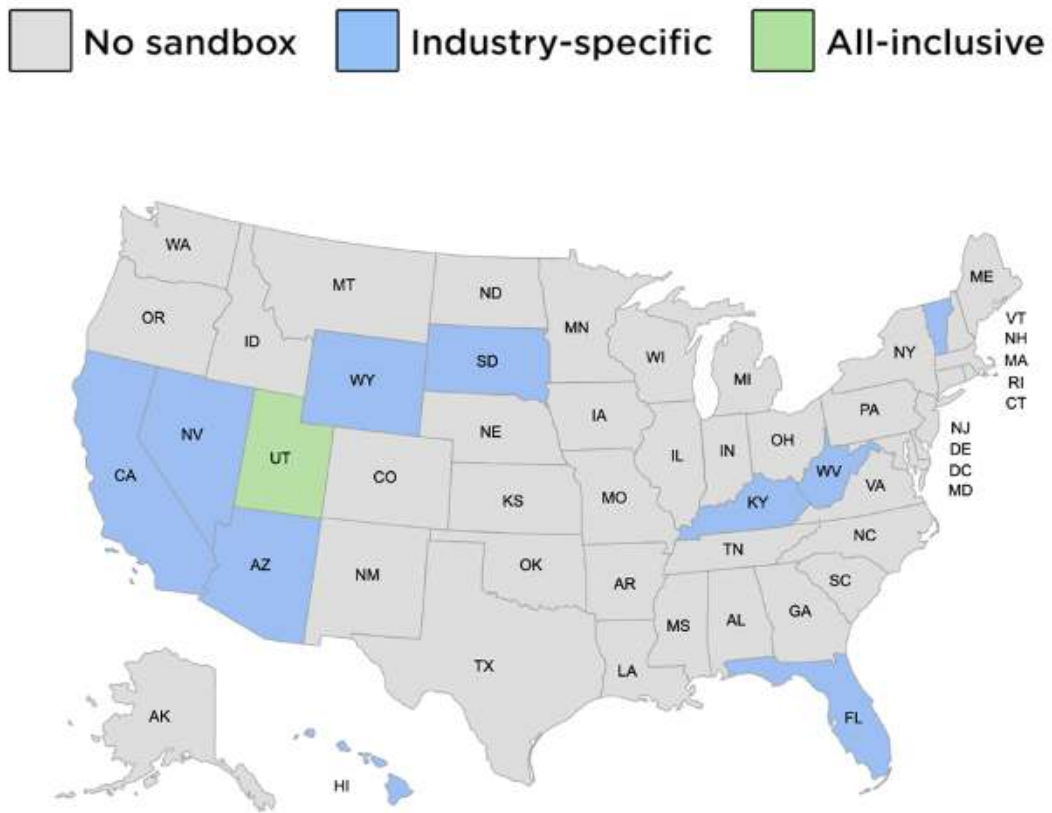 No sandbox Industry-specific All-inclusive
WA
MT
ND
ME
OR
MN
VT
ID
NH
WI
NY
SD
MA
WY
MI
RI
CT
PA
IA
NJ
NE
NV
OH
DE
UT
IL
IN
DC
CA
CO
WV
MD
VA
KS
MO
KY
NC
TN
AZ
OK
NM
AR
SC
GA
MS
AL
TX
LA
AK
FL
HI